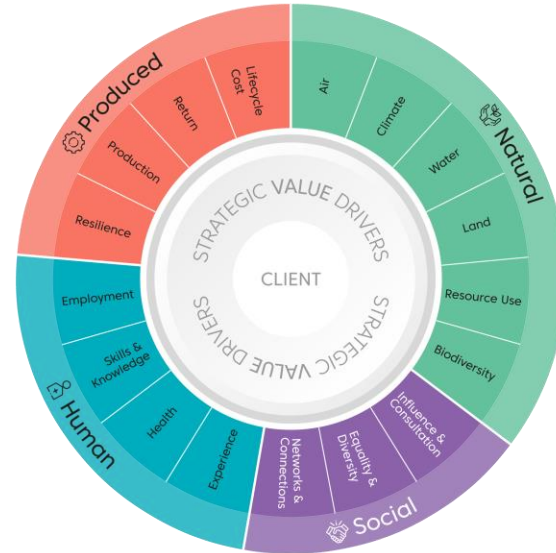 Produced
Lifecycle
Cost
Return
Production
Resilience
Natural
Air
Climate
Water
Land
Resource Use
Biodiversity
Social
Influence &
Consultation
Equality &
Diversity
Networks &
Connections
Human
Experience
Health
Skills &
Knowledge
Employment
STRATEGIC VALUE DRIVERS
CLIENT
STRATEGIC VALUE DRIVERS